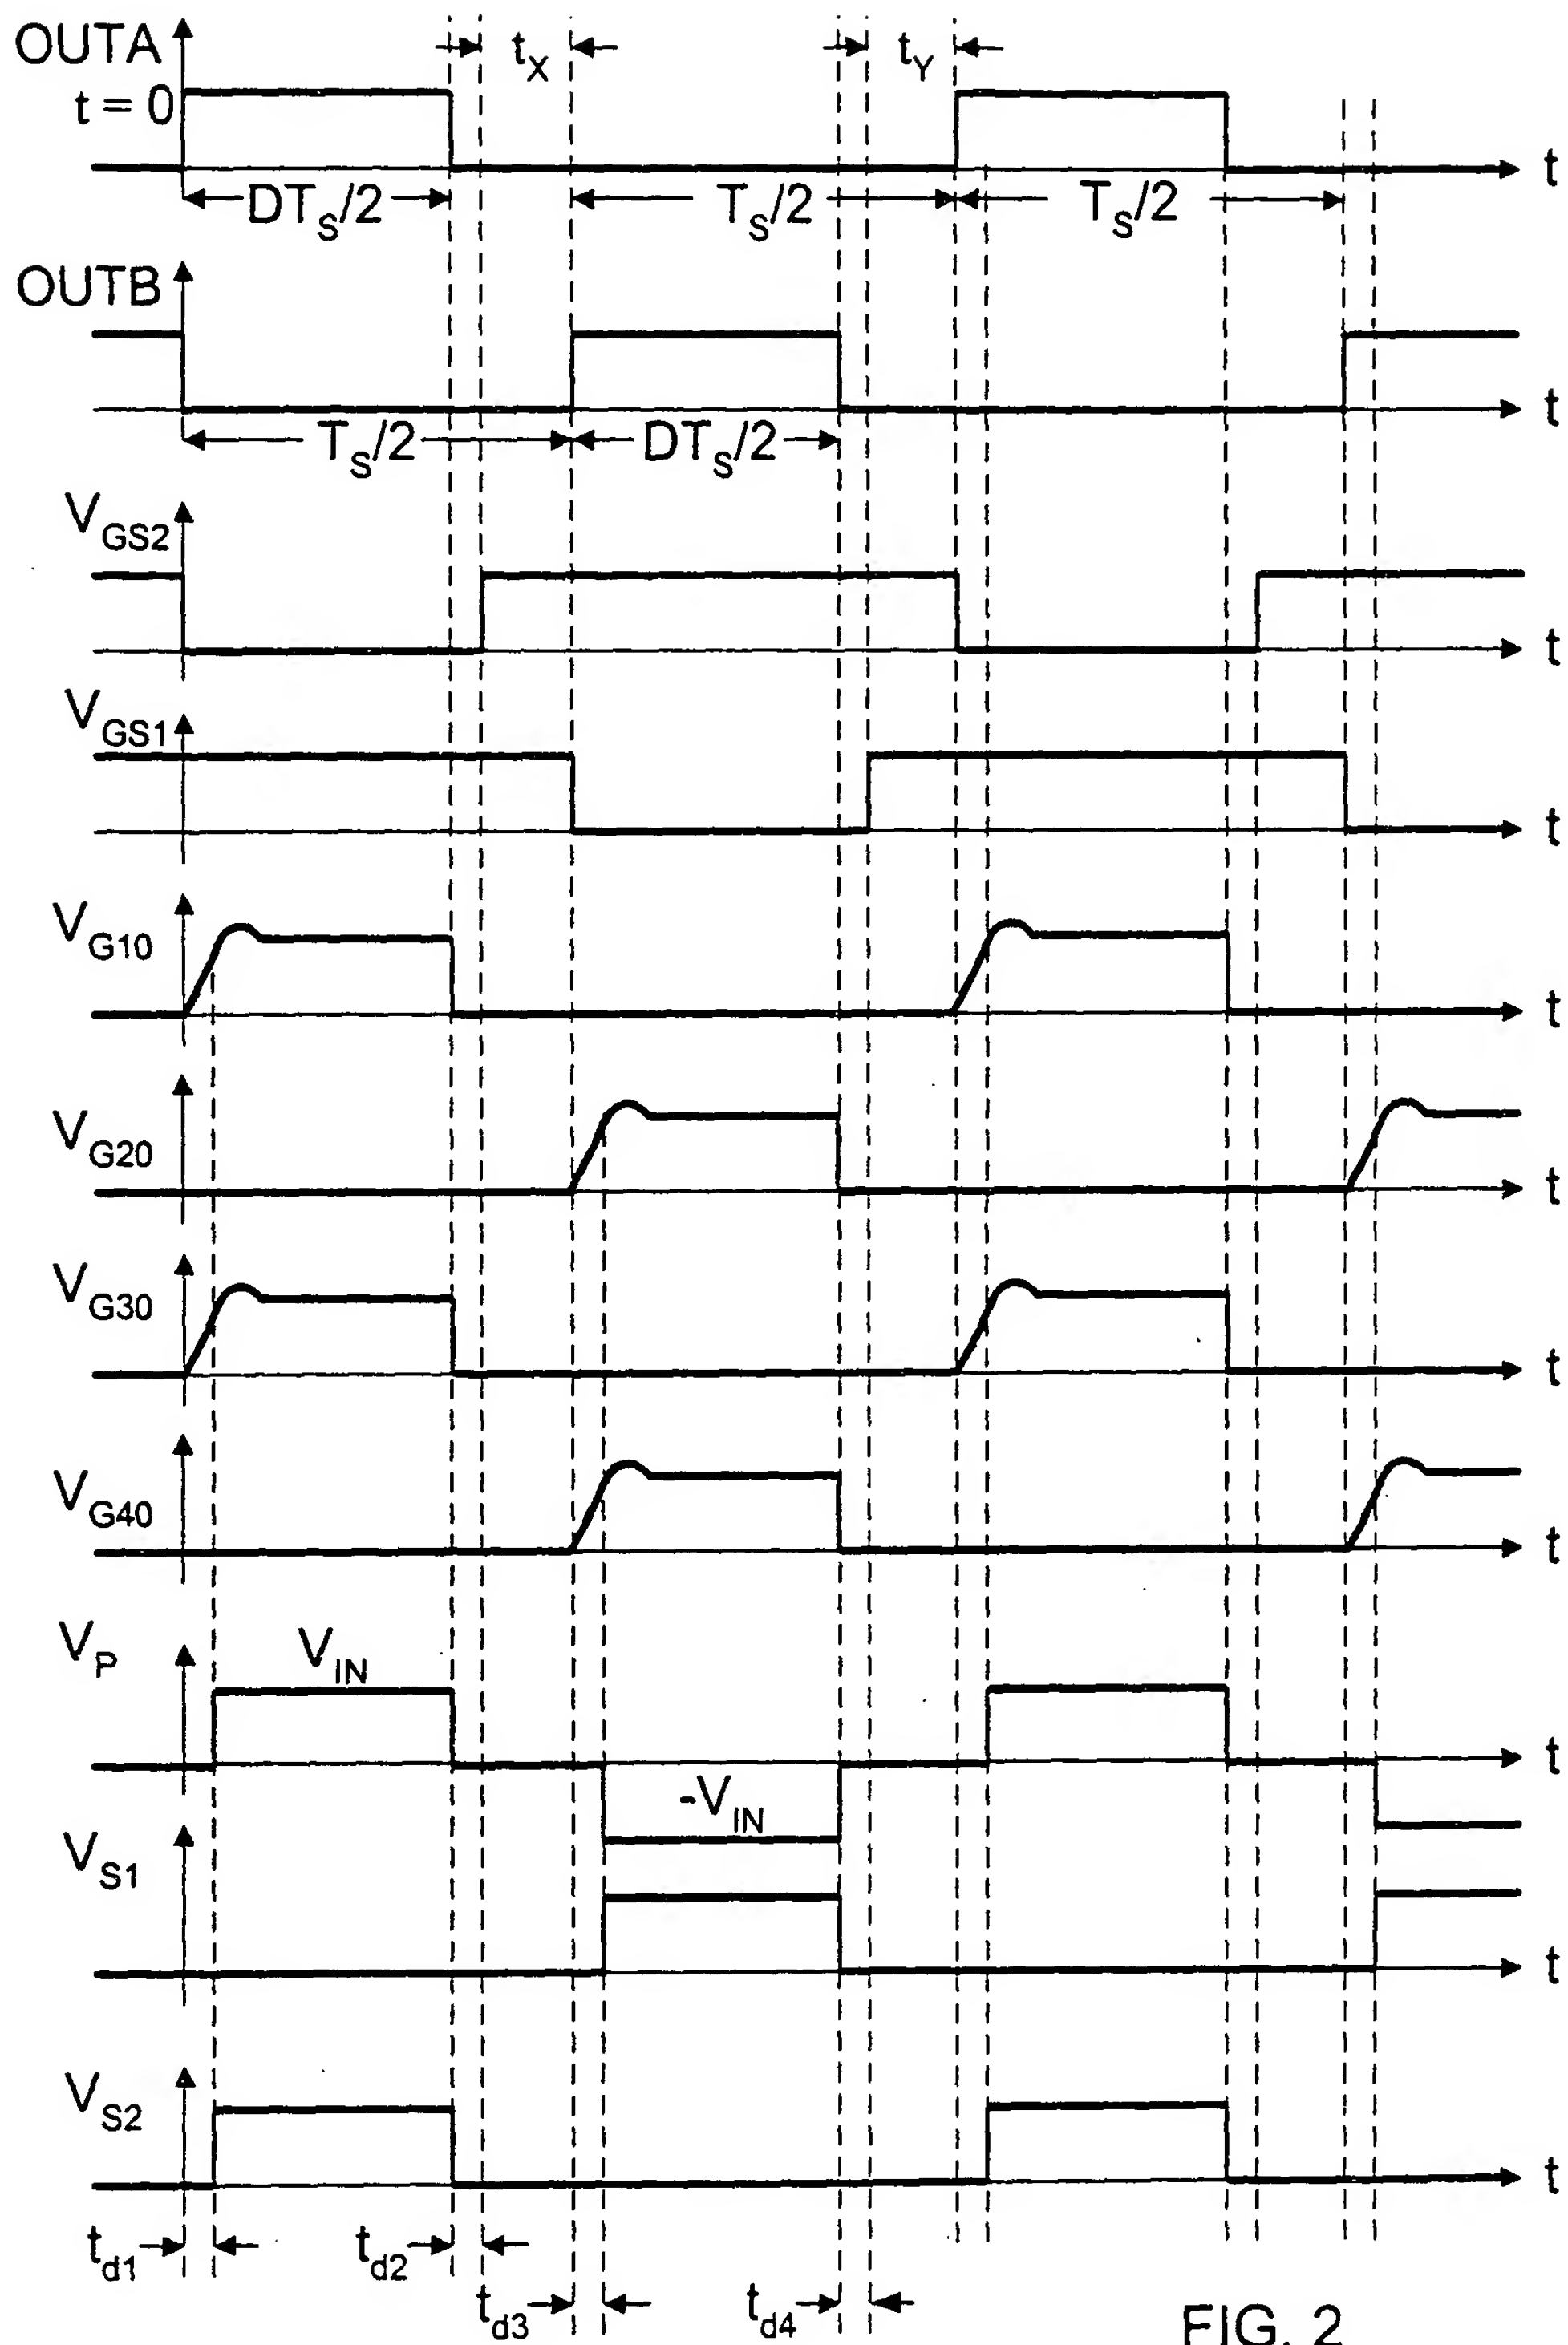 OUTA
t = 0
tX
tY
t
DTS/2
TS/2
TS/2
OUTB
t
TS/2
DTS/2
VGS2
t
VGS1
t
VG10
t
VG20
t
VG30
t
VG40
t
VP
VIN
t
-VIN
VS1
t
VS2
t
td1
td2
td3
td4
FIG. 2